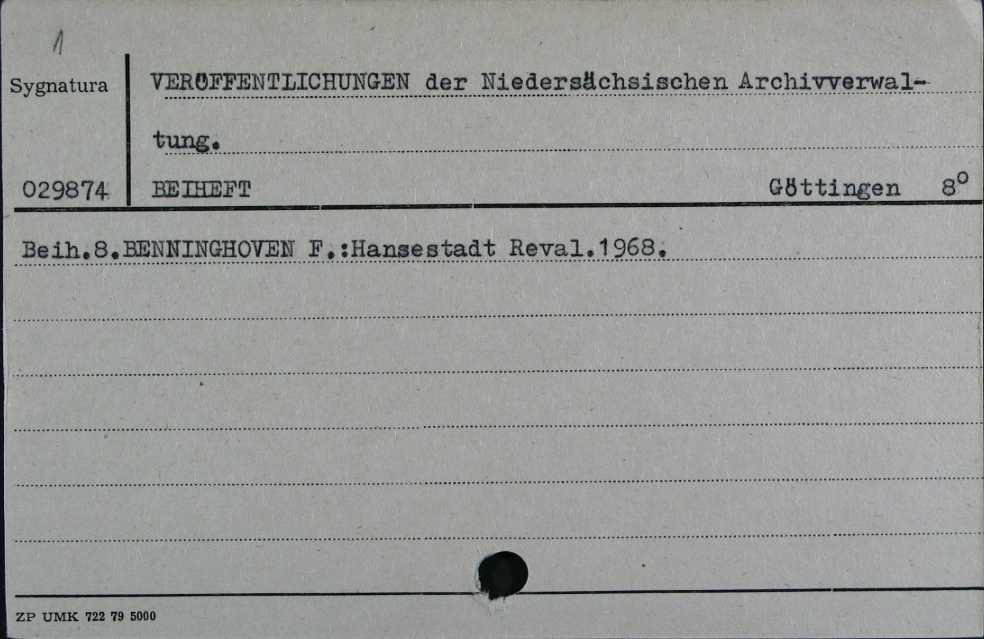 1
Sygnatura
VERÖFFENTLICHUNGEN der Niedersächsischen Archivverwal-
tung.
029874 BEIHEFT Göttingen 8°
Beih.8.BENNINGHOVEN F.:Hansestadt Reval.1968.
ZP UMK 722 79 5000